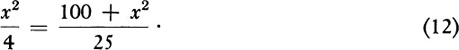 x²/4 = (100 + x²)/25 · (12)